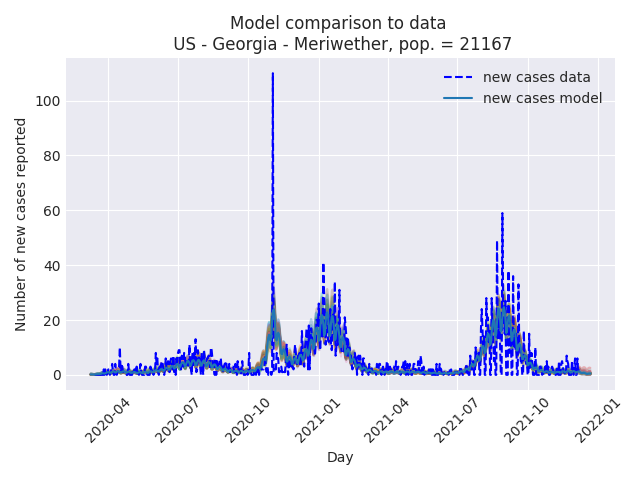 Model comparison to data
US - Georgia - Meriwether, pop. = 21167
new cases data
new cases model
Number of new cases reported
100
80
60
40
20
0
2020-04
2020-07
2020-10
2021-01
2021-04
2021-07
2021-10
2022-01
Day